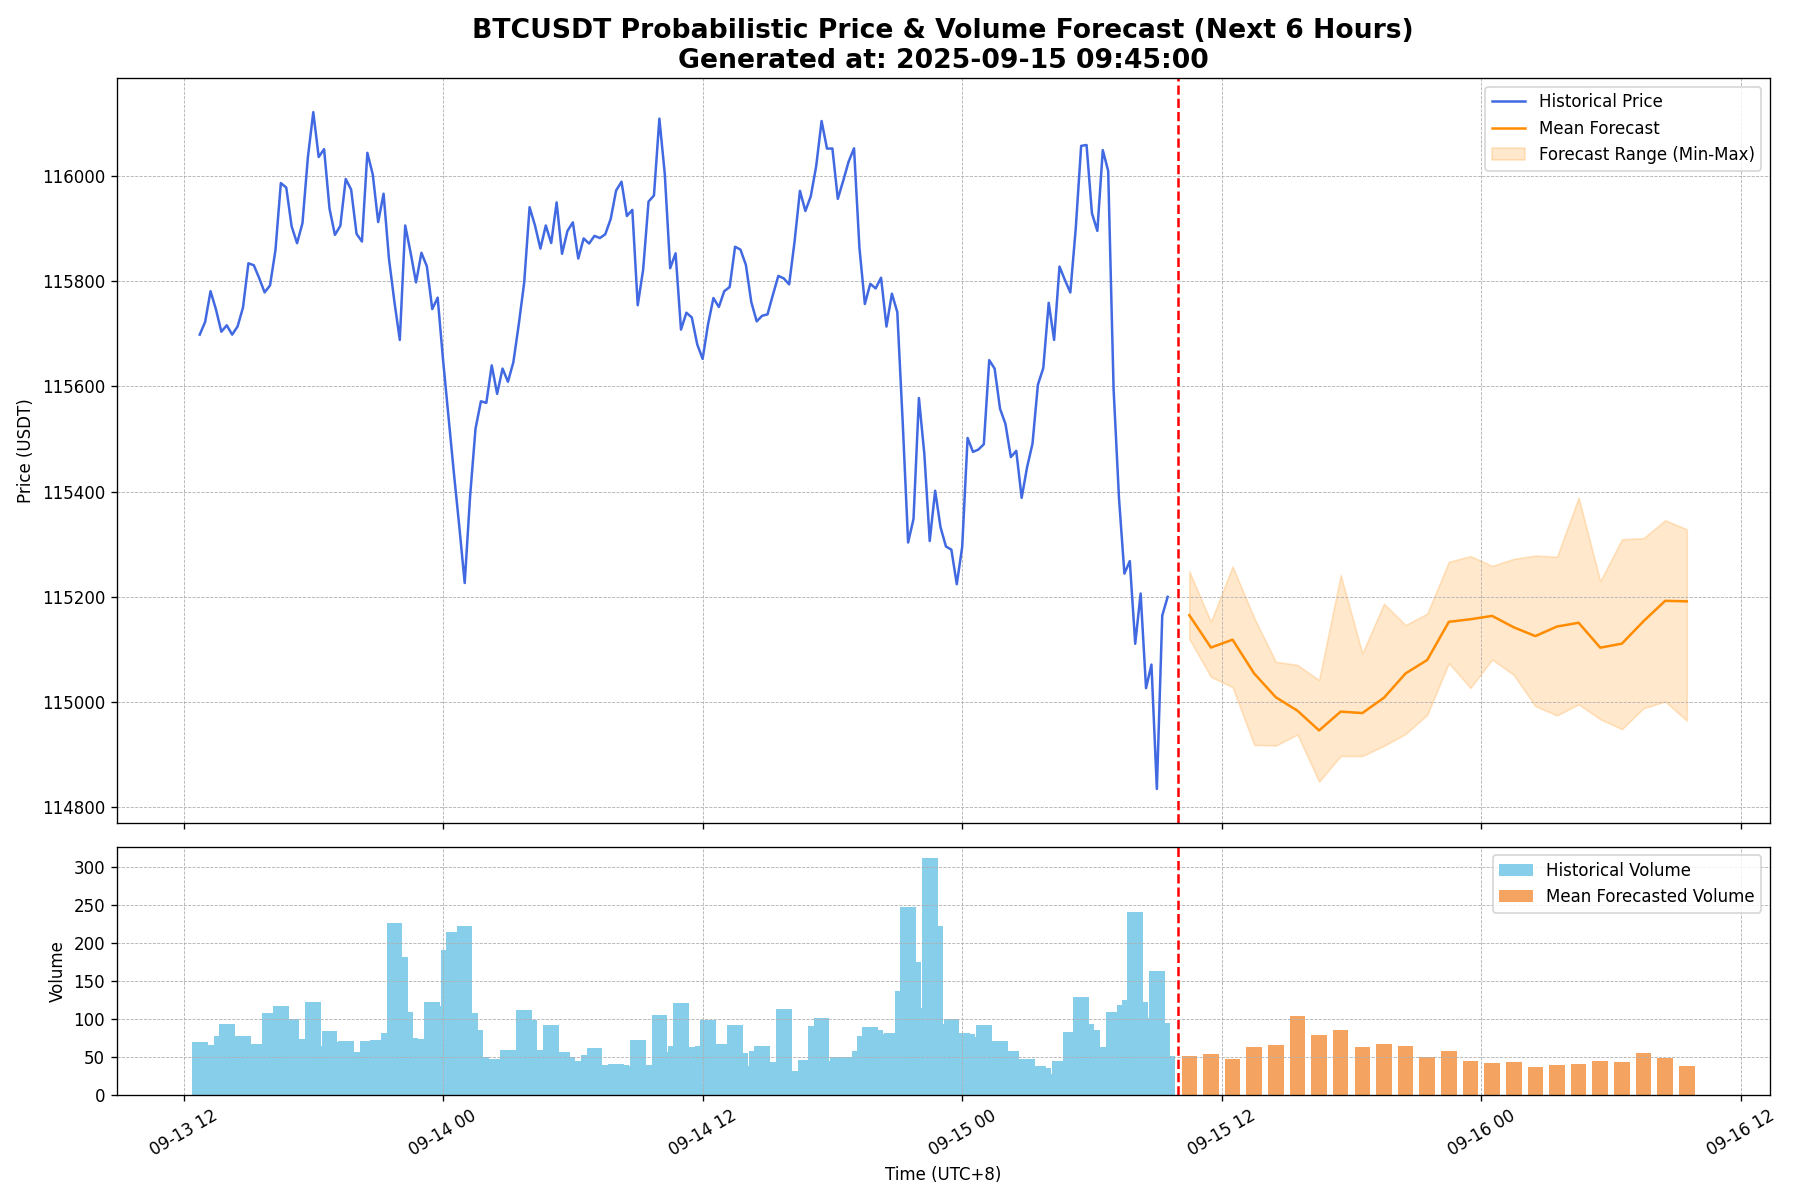 BTCUSDT Probabilistic Price & Volume Forecast (Next 6 Hours)
Generated at: 2025-09-15 09:45:00
Historical Price
Mean Forecast
Forecast Range (Min-Max)
Price (USDT)
116000
115800
115600
115400
115200
115000
114800
Historical Volume
Mean Forecasted Volume
Volume
300
250
200
150
100
50
0
09-13 12
09-14 00
09-14 12
09-15 00
09-15 12
09-16 00
09-16 12
Time (UTC+8)